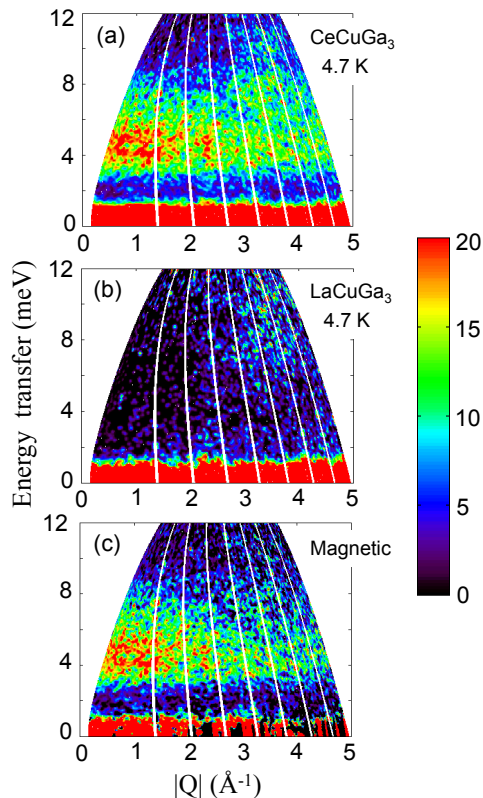 12
(a)
CeCuGa₃
4.7 K
8
4
0
0 1 2 3 4 5
12
(b)
LaCuGa₃
4.7 K
8
4
0
0 1 2 3 4 5
12
(c)
Magnetic
8
4
0
0 1 2 3 4 5
Energy transfer (meV)
|Q| (Å⁻¹)
20
15
10
5
0